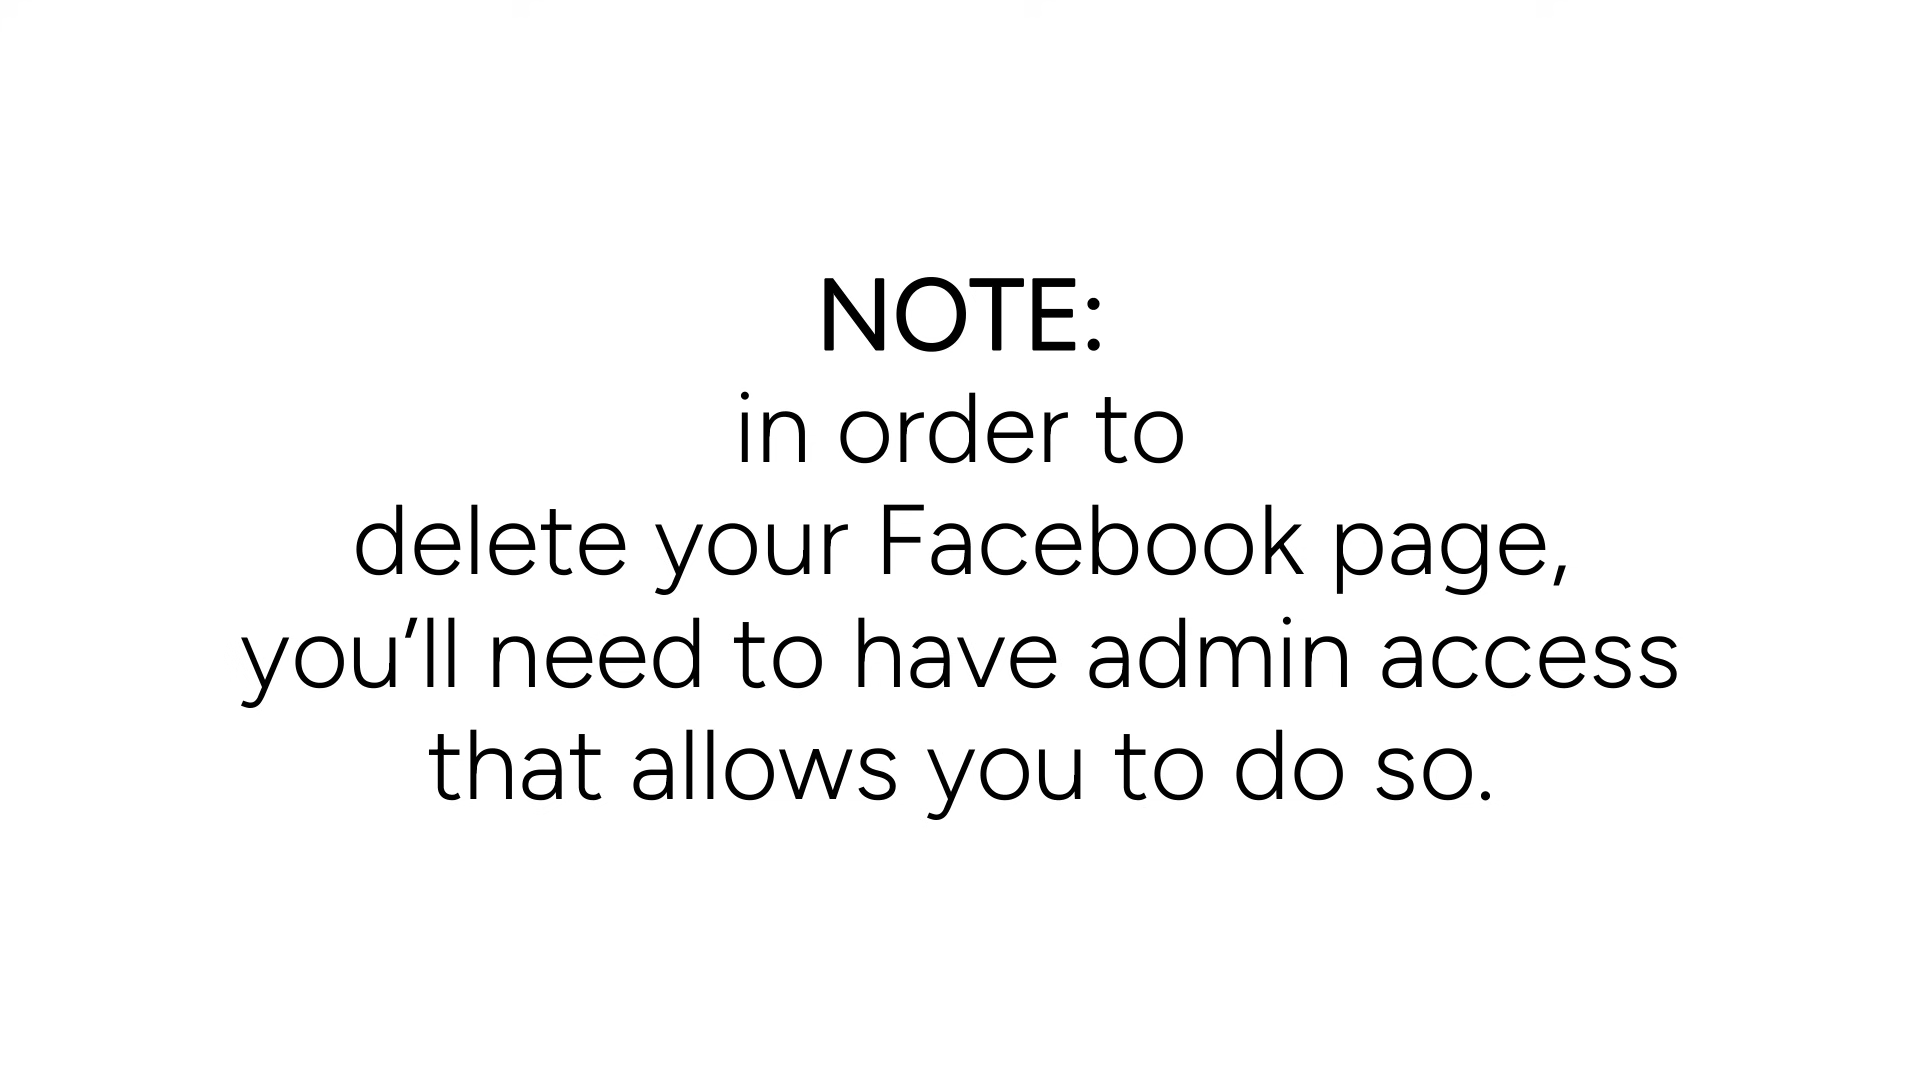 NOTE:
in order to
delete your Facebook page,
you’ll need to have admin access
that allows you to do so.